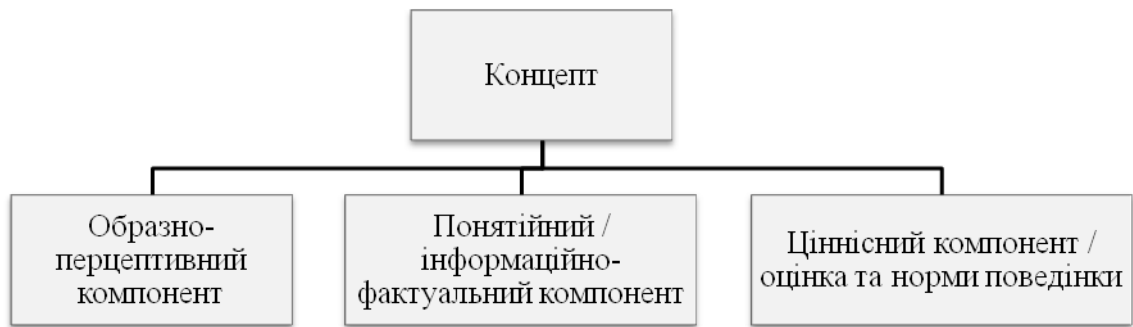 Концепт
Образно-
перцептивний
компонент
Понятійний /
інформаційно-
фактуальний компонент
Ціннісний компонент /
оцінка та норми поведінки